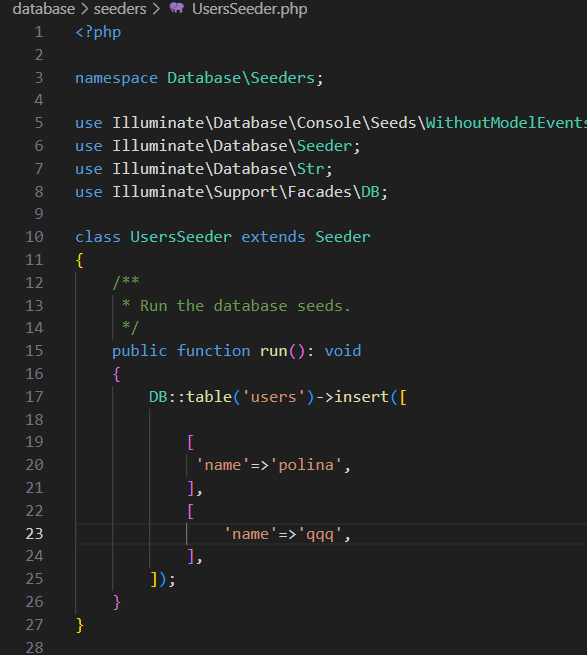 database > seeders > UsersSeeder.php
1 <?php
2
3 namespace Database\Seeders;
4
5 use Illuminate\Database\Console\Seeds\WithoutModelEvents
6 use Illuminate\Database\Seeder;
7 use Illuminate\Database\Str;
8 use Illuminate\Support\Facades\DB;
9
10 class UsersSeeder extends Seeder
11 {
12 /**
13 * Run the database seeds.
14 */
15 public function run(): void
16 {
17 DB::table('users')->insert([
18
19 [
20 'name'=>'polina',
21 ],
22 [
23 'name'=>'qqq',
24 ],
25 ]);
26 }
27 }
28